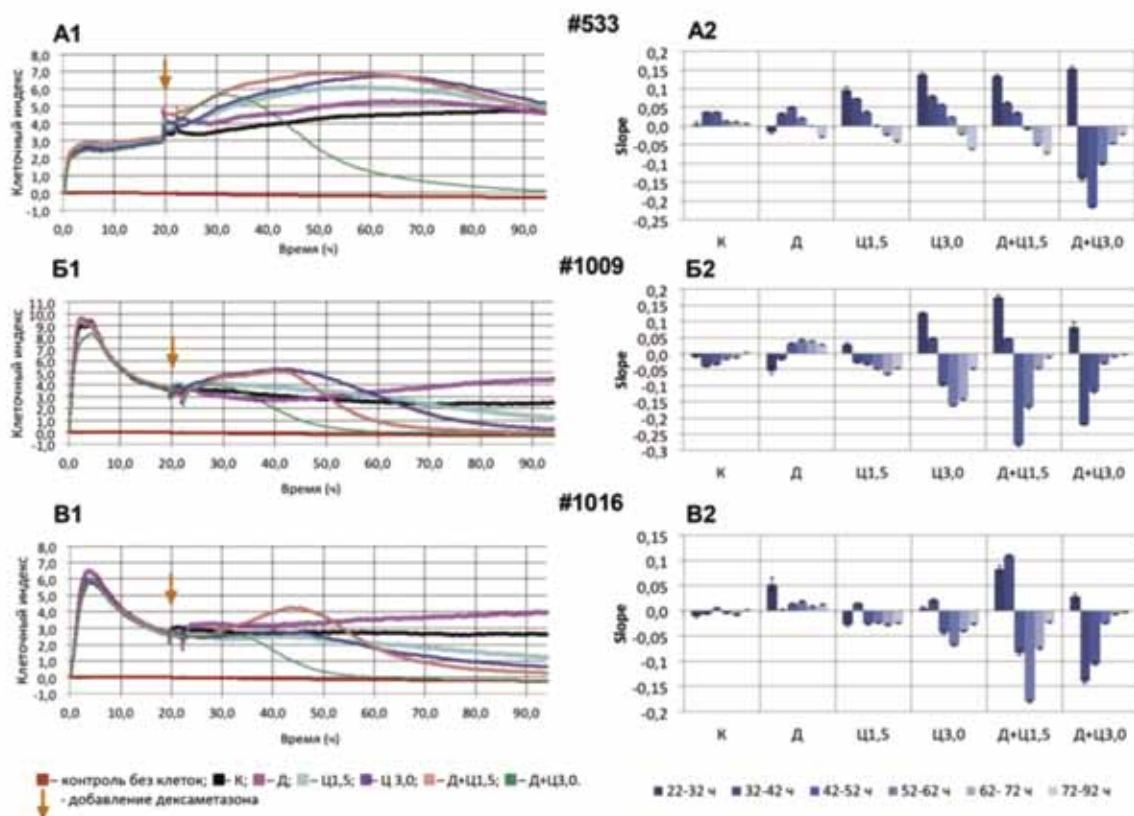 А1 #533 А2
Клеточный индекс
8,0
7,0
6,0
5,0
4,0
3,0
2,0
1,0
0,0
-1,0
0,0 10,0 20,0 30,0 40,0 50,0 60,0 70,0 80,0 90,0
Время (ч)
Slope
0,2
0,15
0,1
0,05
0,0
-0,05
-0,1
-0,15
-0,2
-0,25
К Д Ц1,5 Ц3,0 Д+Ц1,5 Д+Ц3,0
Б1 #1009 Б2
Клеточный индекс
11,0
10,0
9,0
8,0
7,0
6,0
5,0
4,0
3,0
2,0
1,0
0,0
-1,0
0,0 10,0 20,0 30,0 40,0 50,0 60,0 70,0 80,0 90,0
Время (ч)
Slope
0,2
0,15
0,1
0,05
0,0
-0,05
-0,1
-0,15
-0,2
-0,25
-0,3
К Д Ц1,5 Ц3,0 Д+Ц1,5 Д+Ц3,0
В1 #1016 В2
Клеточный индекс
8,0
7,0
6,0
5,0
4,0
3,0
2,0
1,0
0,0
-1,0
0,0 10,0 20,0 30,0 40,0 50,0 60,0 70,0 80,0 90,0
Время (ч)
Slope
0,15
0,1
0,05
0,0
-0,05
-0,1
-0,15
-0,2
К Д Ц1,5 Ц3,0 Д+Ц1,5 Д+Ц3,0
– контроль без клеток; – К; – Д; – Ц1,5; – Ц 3,0; – Д+Ц1,5; – Д+Ц3,0.
- добавление дексаметазона
22-32 ч 32-42 ч 42-52 ч 52-62 ч 62- 72 ч 72-92 ч